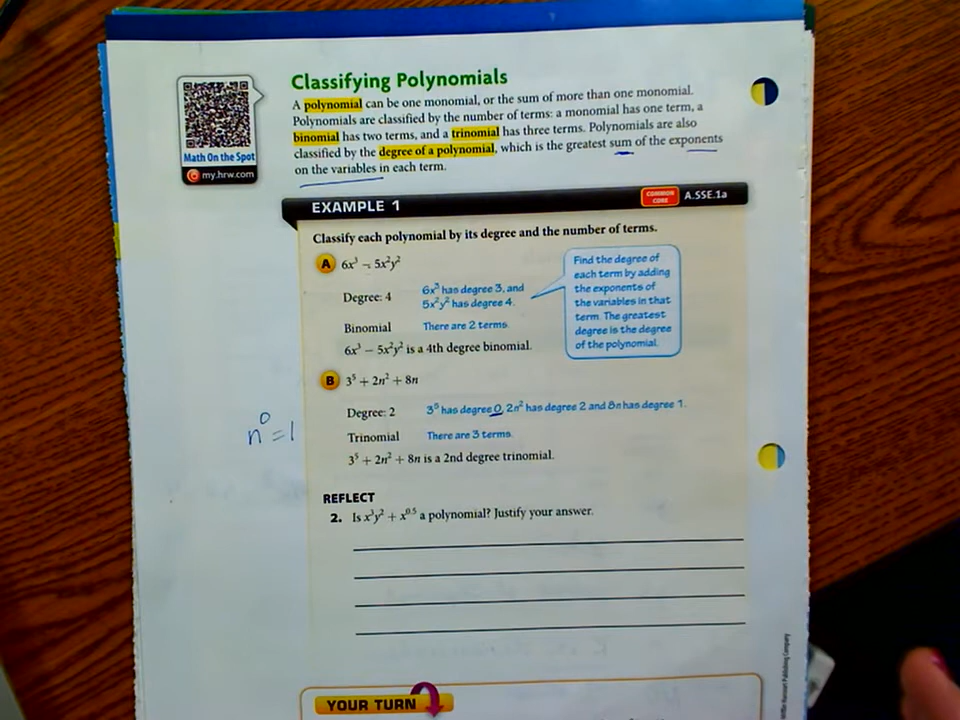 Classifying Polynomials
A polynomial can be one monomial, or the sum of more than one monomial.
Polynomials are classified by the number of terms: a monomial has one term, a
binomial has two terms, and a trinomial has three terms. Polynomials are also
classified by the degree of a polynomial, which is the greatest sum of the exponents
on the variables in each term.
Math On the Spot
my.hrw.com
EXAMPLE 1
COMMON CORE
A.SSE.1a
Classify each polynomial by its degree and the number of terms.
A 6x³ − 5x²y²
Degree: 4
6x³ has degree 3, and
5x²y² has degree 4.
Find the degree of
each term by adding
the exponents of
the variables in that
term. The greatest
degree is the degree
of the polynomial.
Binomial There are 2 terms.
6x³ − 5x²y² is a 4th degree binomial.
B 3⁵ + 2n² + 8n
Degree: 2 3⁵ has degree 0, 2n² has degree 2 and 8n has degree 1.
n⁰ = 1
Trinomial There are 3 terms.
3⁵ + 2n² + 8n is a 2nd degree trinomial.
REFLECT
2. Is x³y² + x⁰·⁵ a polynomial? Justify your answer.
YOUR TURN
Harcourt Publishing Company